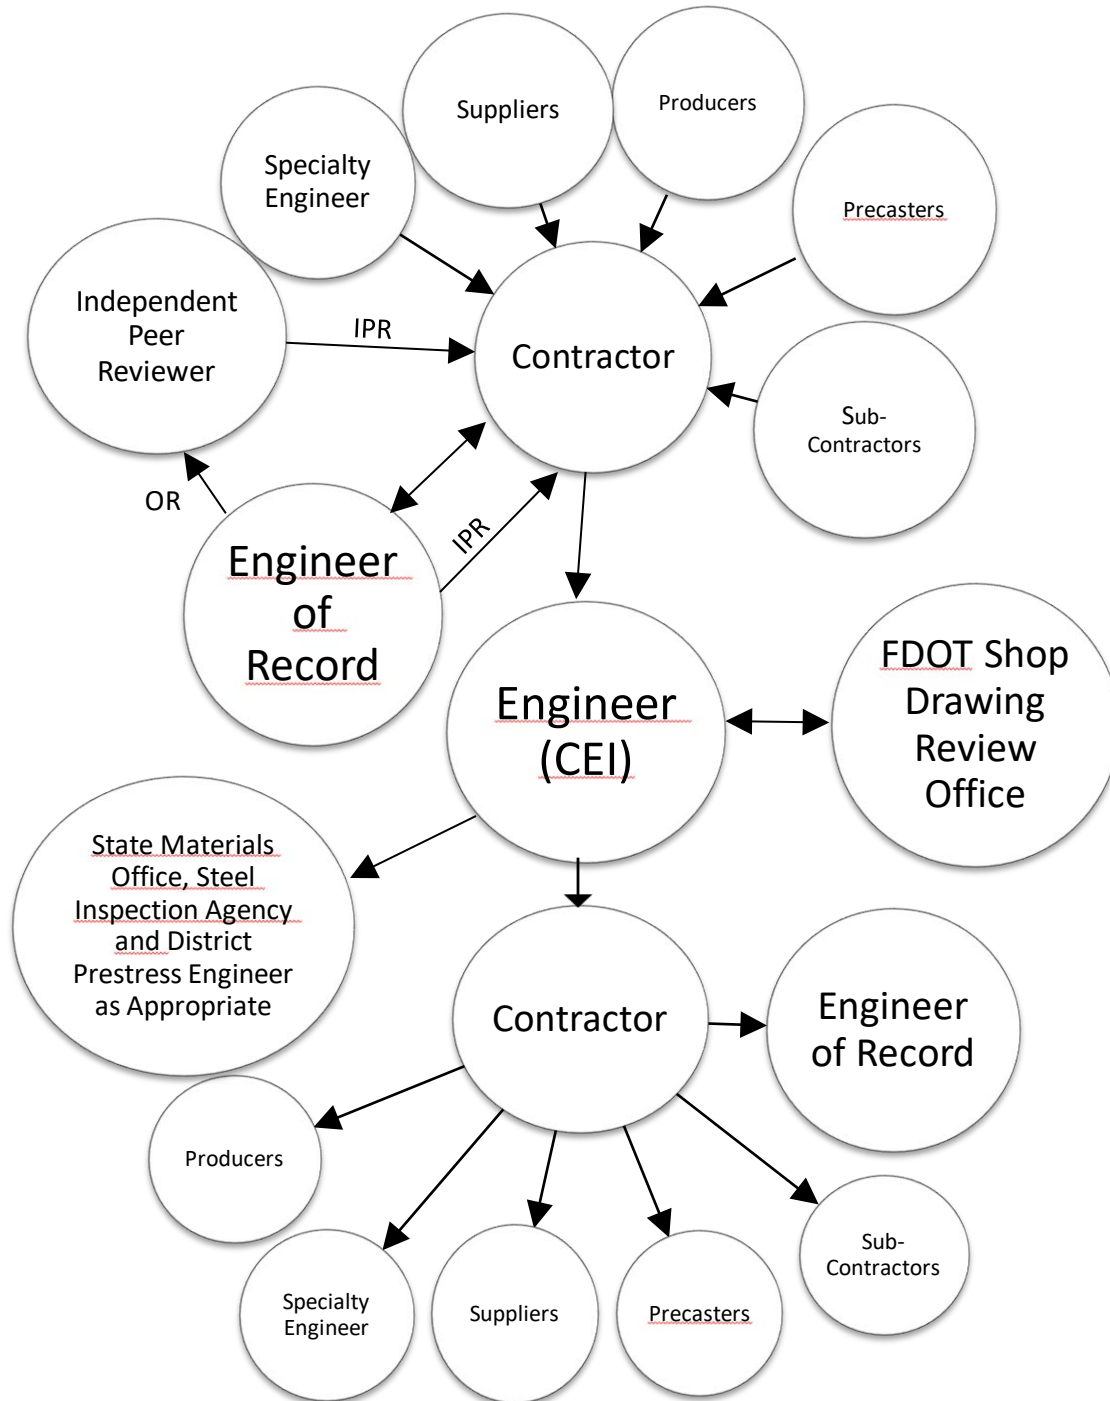 Suppliers
Producers
Specialty
Engineer
Precasters
Independent
Peer
Reviewer
IPR
Contractor
Sub-
Contractors
OR
IPR
Engineer
of
Record
Engineer
(CEI)
FDOT Shop
Drawing
Review
Office
State Materials
Office, Steel
Inspection Agency
and District
Prestress Engineer
as Appropriate
Contractor
Engineer
of Record
Producers
Specialty
Engineer
Suppliers
Precasters
Sub-
Contractors